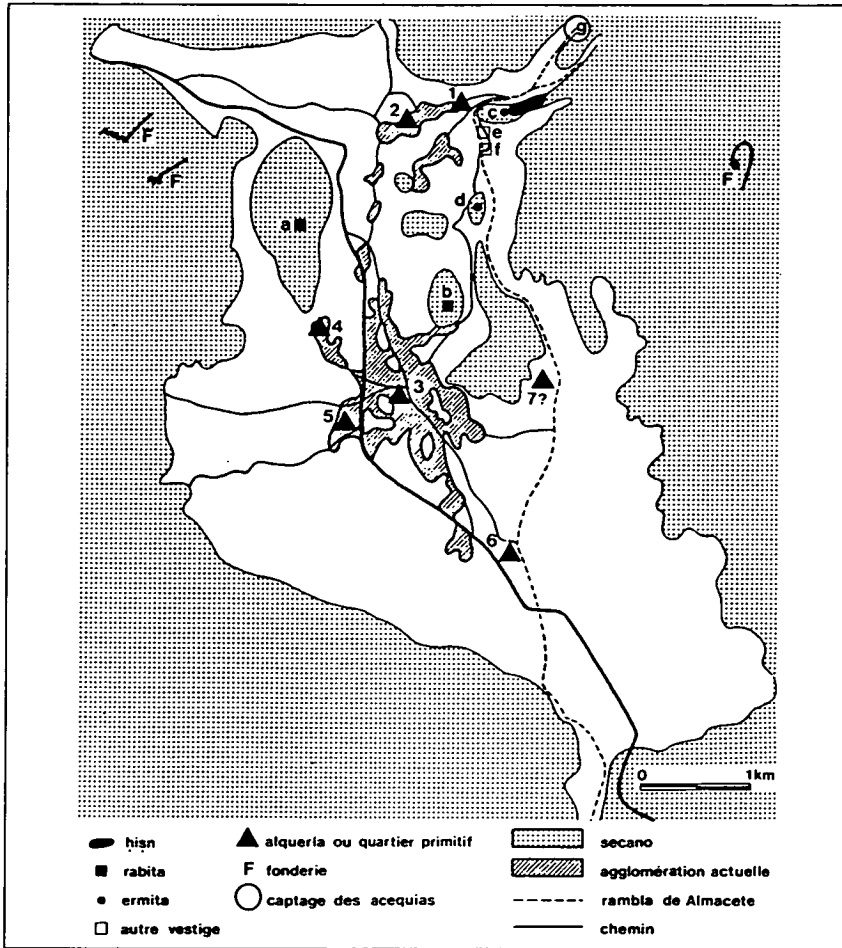 g
1
2
c
e
f
F
F
F
d
a
b
4
3
7?
5
6
0 1km
ḥiṣn
rabita
ermita
autre vestige
alquería ou quartier primitif
F fonderie
captage des acequias
secano
agglomération actuelle
rambla de Almacete
chemin